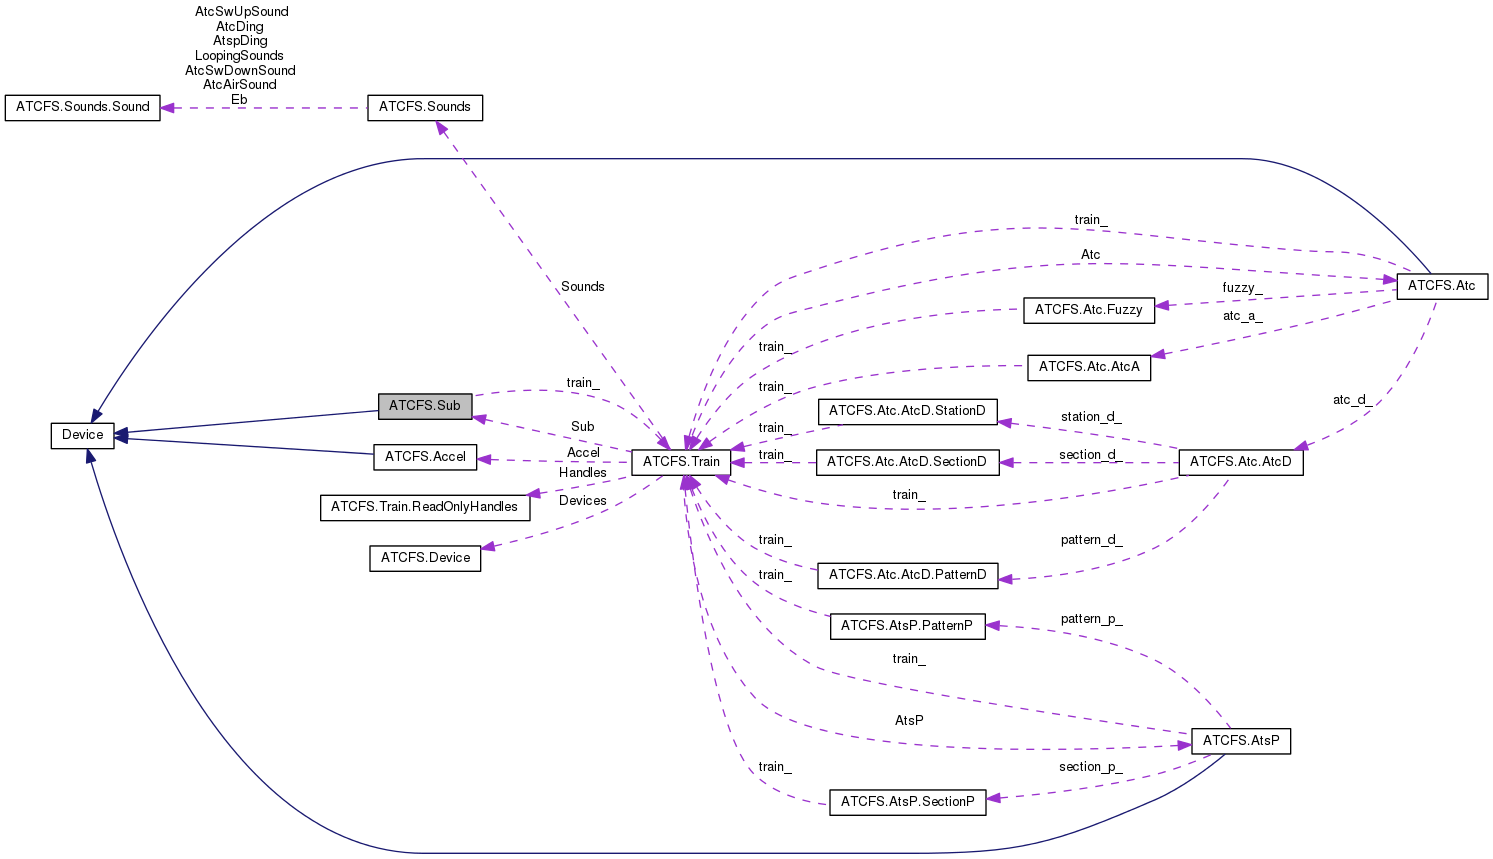 AtcSwUpSound
AtcDing
AtspDing
LoopingSounds
AtcSwDownSound
AtcAirSound
Eb
ATCFS.Sounds.Sound
ATCFS.Sounds
train_
Atc
ATCFS.Atc
Sounds
fuzzy_
ATCFS.Atc.Fuzzy
atc_a_
train_
ATCFS.Atc.AtcA
train_
train_
atc_d_
ATCFS.Sub
ATCFS.Atc.AtcD.StationD
station_d_
Device
Sub
train_
ATCFS.Accel
Accel
ATCFS.Train
train_
ATCFS.Atc.AtcD.SectionD
section_d_
ATCFS.Atc.AtcD
Handles
train_
ATCFS.Train.ReadOnlyHandles
Devices
train_
pattern_d_
ATCFS.Device
train_
ATCFS.Atc.AtcD.PatternD
ATCFS.AtsP.PatternP
pattern_p_
train_
AtsP
ATCFS.AtsP
train_
section_p_
ATCFS.AtsP.SectionP